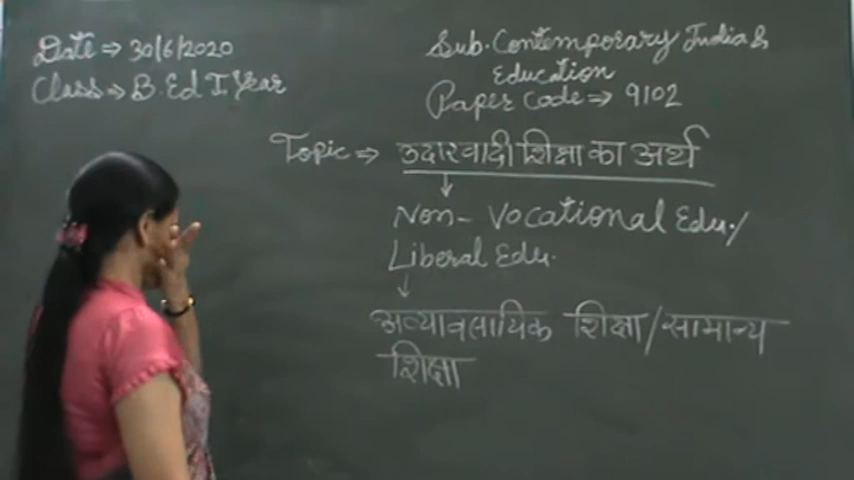 Date ⇒ 30/6/2020
Class ⇒ B.Ed I Year
Sub. Contemporary India &
Education
Paper Code ⇒ 9102
Topic ⇒ उदारवादी शिक्षा का अर्थ
Non-Vocational Edu./
Liberal Edu.
अव्यावसायिक शिक्षा/सामान्य
शिक्षा